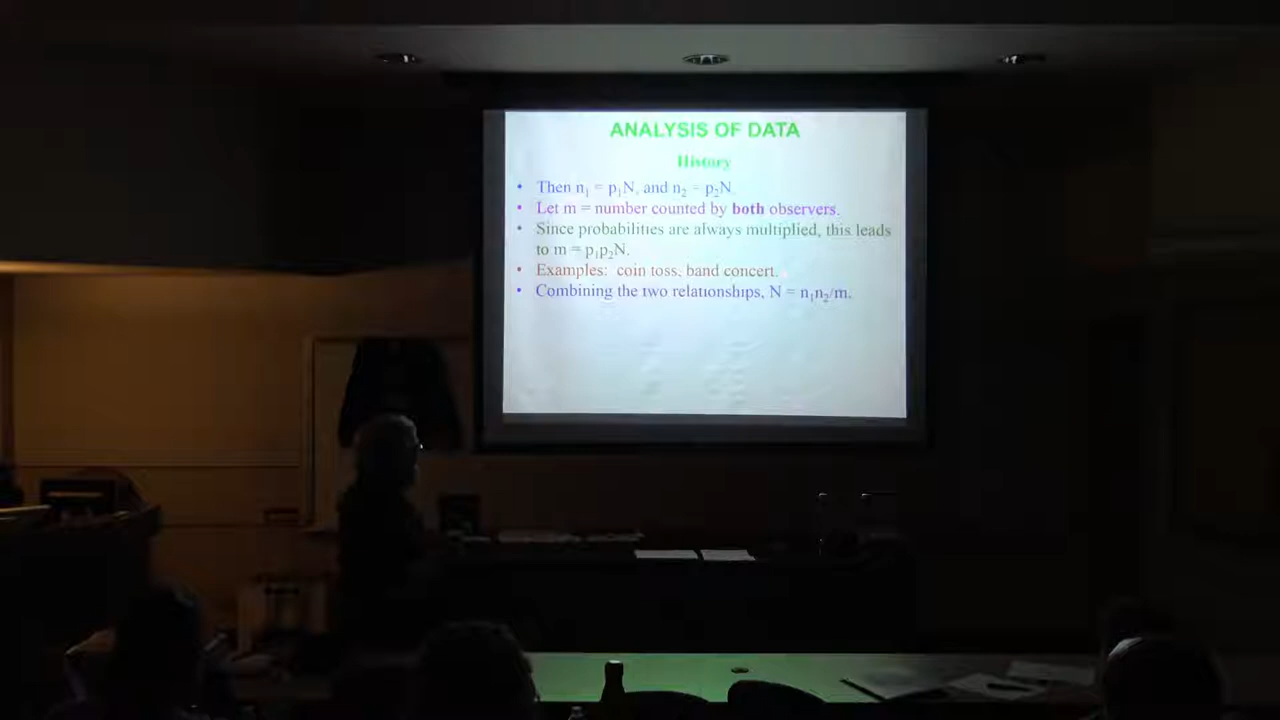 ANALYSIS OF DATA
History
• Then n₁ = p₁N, and n₂ = p₂N
• Let m = number counted by both observers.
• Since probabilities are always multiplied, this leads
to m = p₁p₂N.
• Examples: coin toss, band concert.
• Combining the two relationships, N = n₁n₂/m.